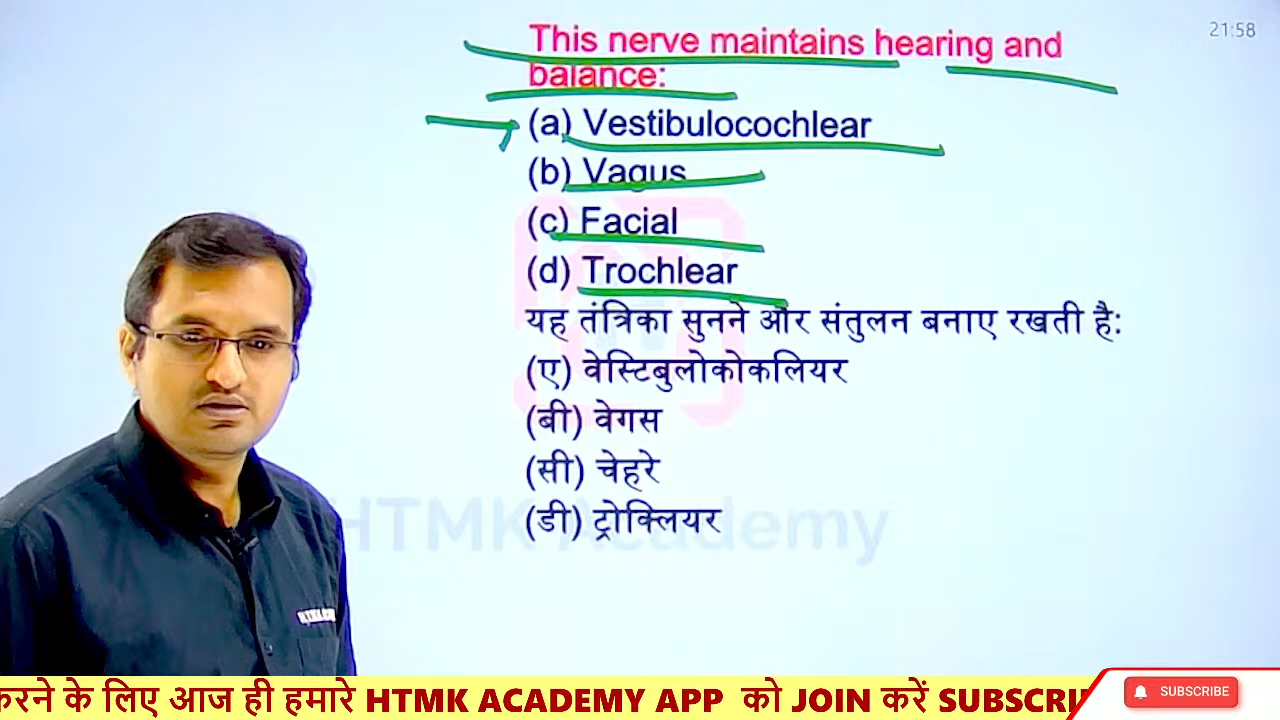 21:58
This nerve maintains hearing and
balance:
(a) Vestibulocochlear
(b) Vagus
(c) Facial
(d) Trochlear
यह तंत्रिका सुनने और संतुलन बनाए रखती है:
(ए) वेस्टिबुलोकोकलियर
(बी) वेगस
(सी) चेहरे
(डी) ट्रोक्लियर
HTMK Academy
करने के लिए आज ही हमारे HTMK ACADEMY APP को JOIN करें SUBSCRI
SUBSCRIBE